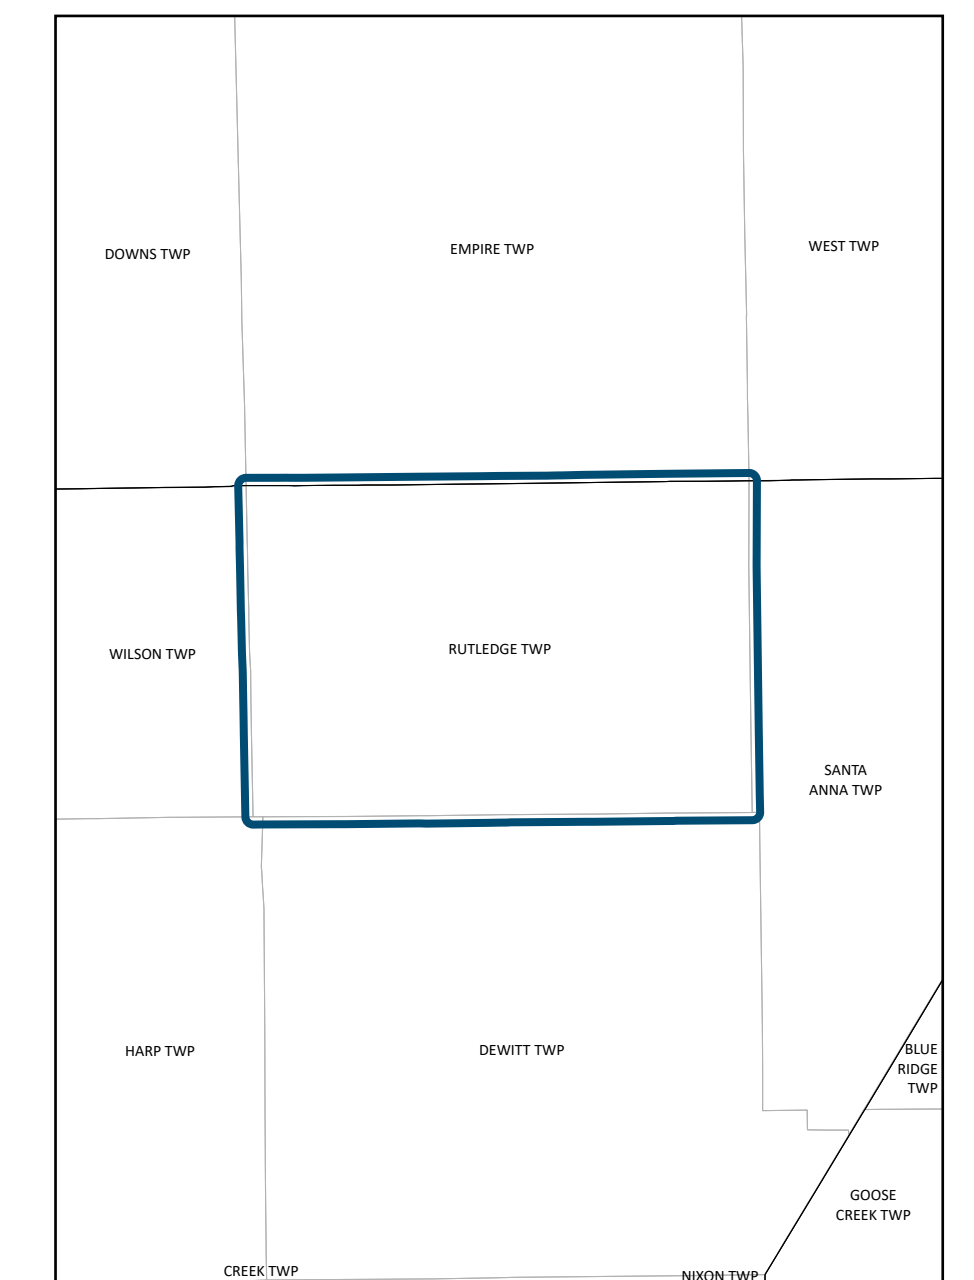 DOWNS TWP
EMPIRE TWP
WEST TWP
WILSON TWP
RUTLEDGE TWP
SANTA
ANNA TWP
HARP TWP
DEWITT TWP
BLUE
RIDGE
TWP
GOOSE
CREEK TWP
CREEK TWP
NIXON TWP